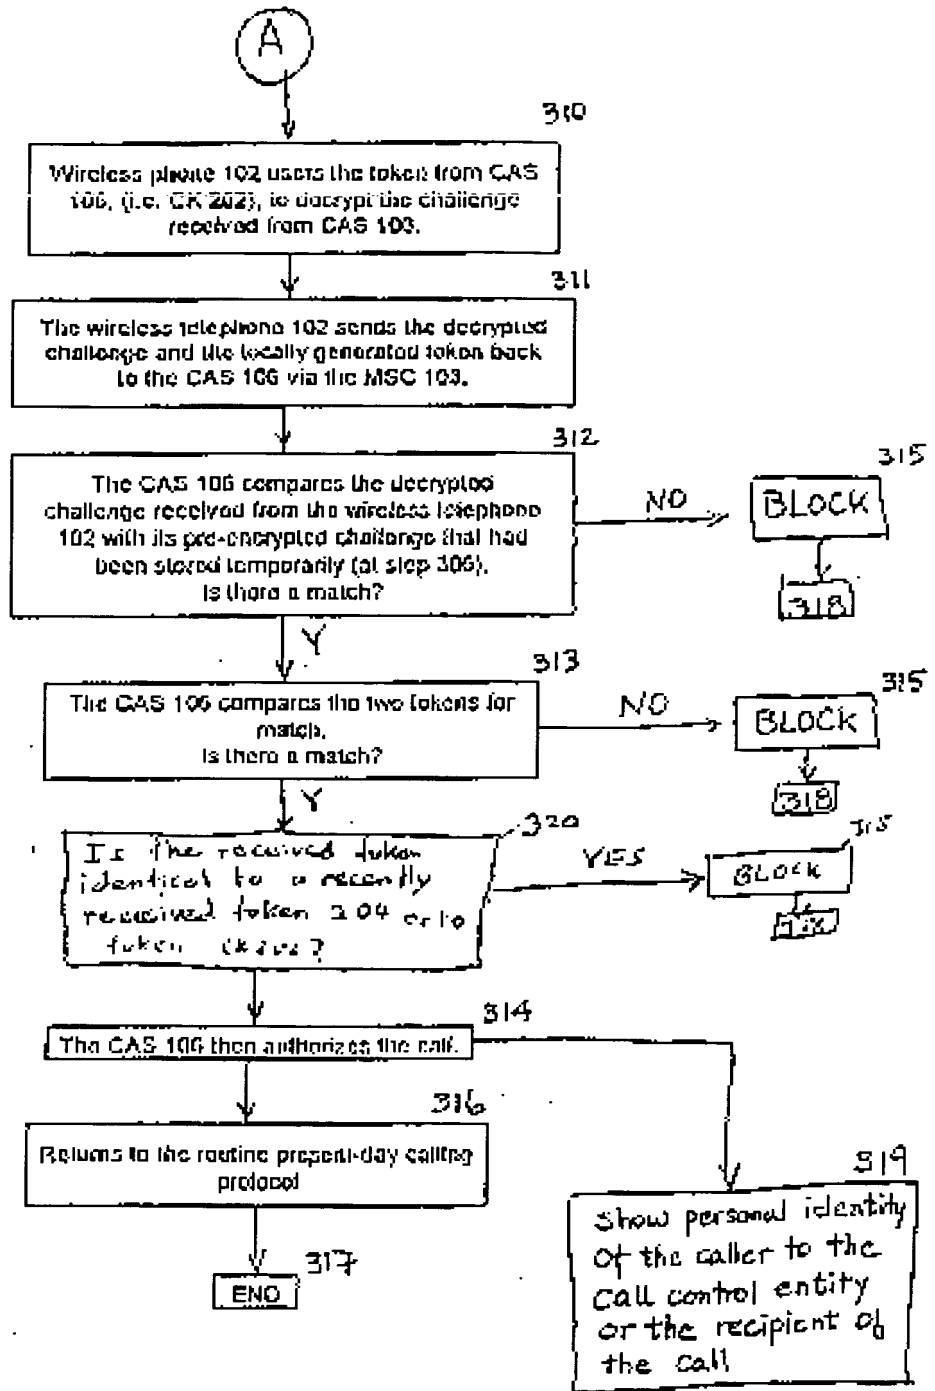 A
310
Wireless phone 102 users the token from CAS
106, (i.e. CK 202), to decrypt the challenge
received from CAS 103.
311
The wireless telephone 102 sends the decrypted
challenge and the locally generated token back
to the CAS 106 via the MSC 103.
312
The CAS 106 compares the decrypted
challenge received from the wireless telephone
102 with its pre-encrypted challenge that had
been stored temporarily (at step 306).
Is there a match?
NO
315
BLOCK
318
Y
313
The CAS 106 compares the two tokens for
match.
Is there a match?
NO
315
BLOCK
318
Y
320
Is the received token
identical to a recently
received token 204 or to
token
YES
315
BLOCK
314
The CAS 106 then authorizes the call.
316
Returns to the routine present-day calling
protocol
317
END
319
Show personal identity
of the caller to the
call control entity
or the recipient of
the call